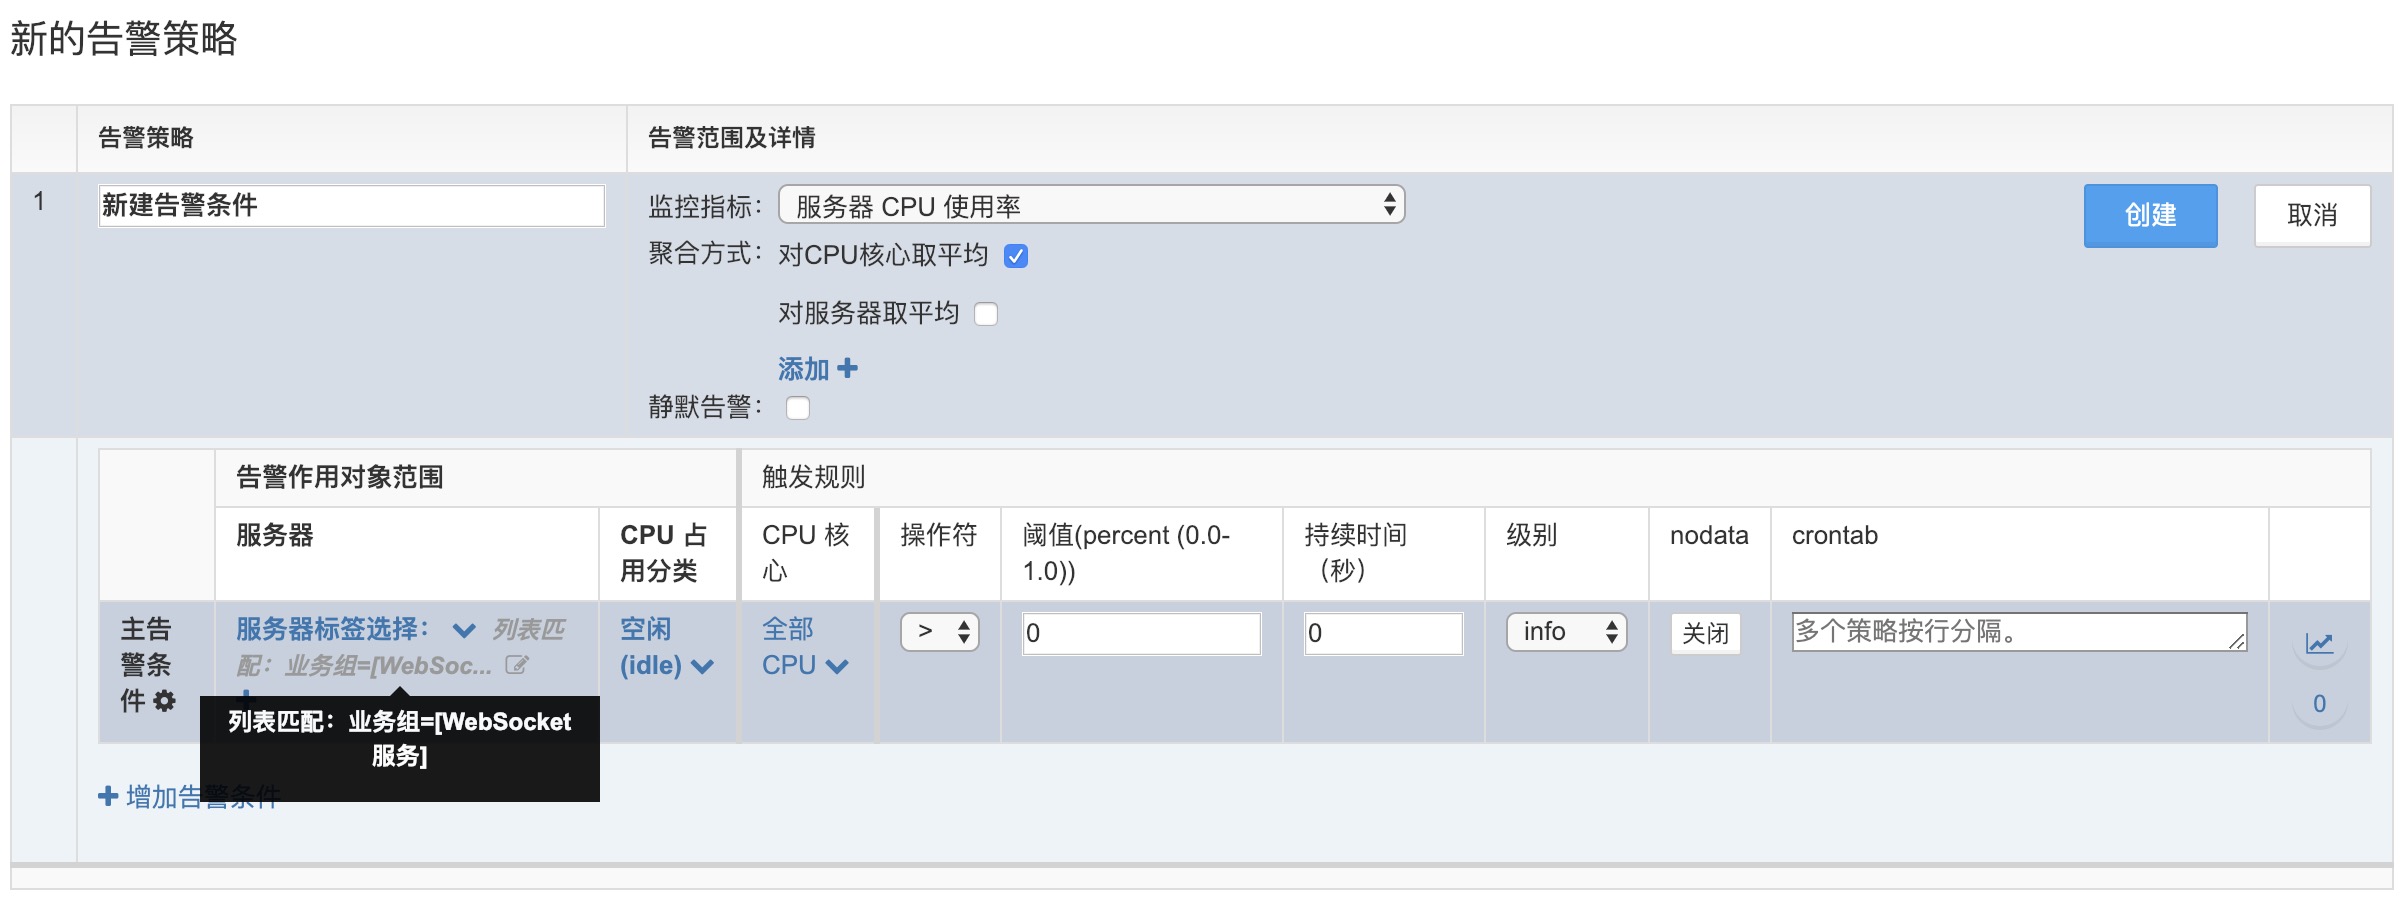 新的告警策略
告警策略
告警范围及详情
1
新建告警条件
监控指标：
服务器 CPU 使用率
创建
取消
聚合方式：
对CPU核心取平均
对服务器取平均
添加
静默告警：
告警作用对象范围
触发规则
服务器
CPU 占
用分类
CPU 核
心
操作符
阈值(percent (0.0-
1.0))
持续时间
（秒）
级别
nodata
crontab
主告
警条
件
服务器标签选择：
列表匹
配：业务组=[WebSoc...
空闲
(idle)
全部
CPU
>
0
0
info
关闭
多个策略按行分隔。
0
列表匹配：业务组=[WebSocket
服务]
增加告警条件